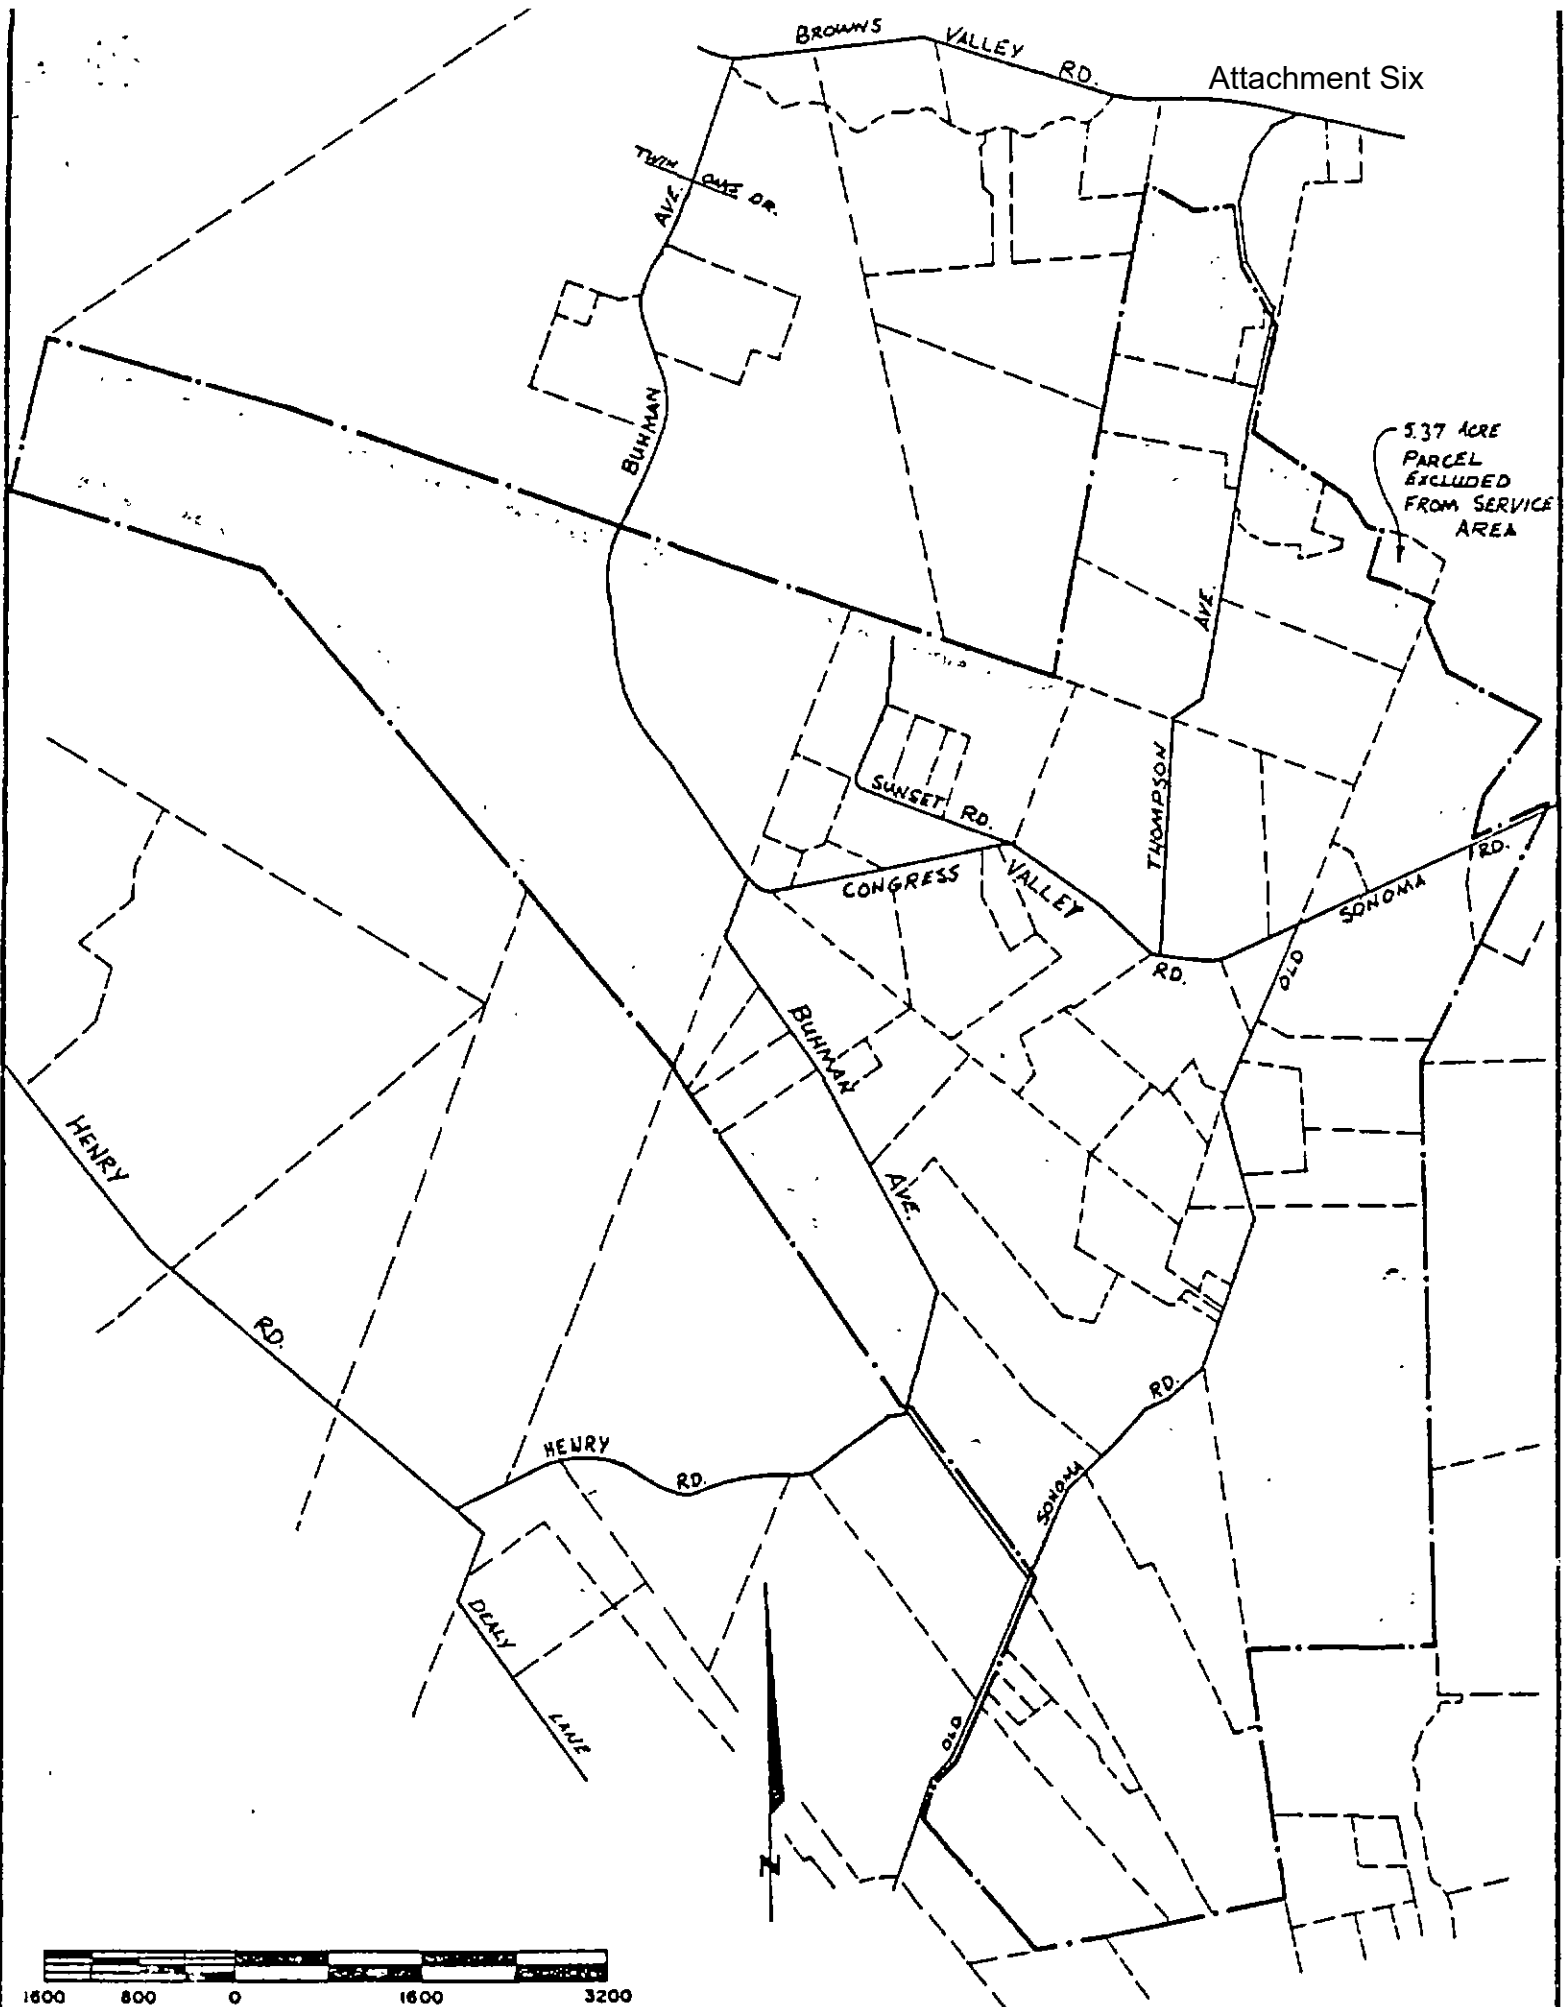 BROWNS VALLEY RD.
Attachment Six
TWIN OAKS DR.
AVE.
BUHMAN
5.37 ACRE
PARCEL
EXCLUDED
FROM SERVICE
AREA
AVE.
THOMPSON
SUNSET RD.
CONGRESS VALLEY RD.
SONOMA RD.
OLD
BUHMAN AVE.
HENRY RD.
HENRY RD.
RD.
SONOMA
OLD
DEALY LANE
N
1600 800 0 1600 3200